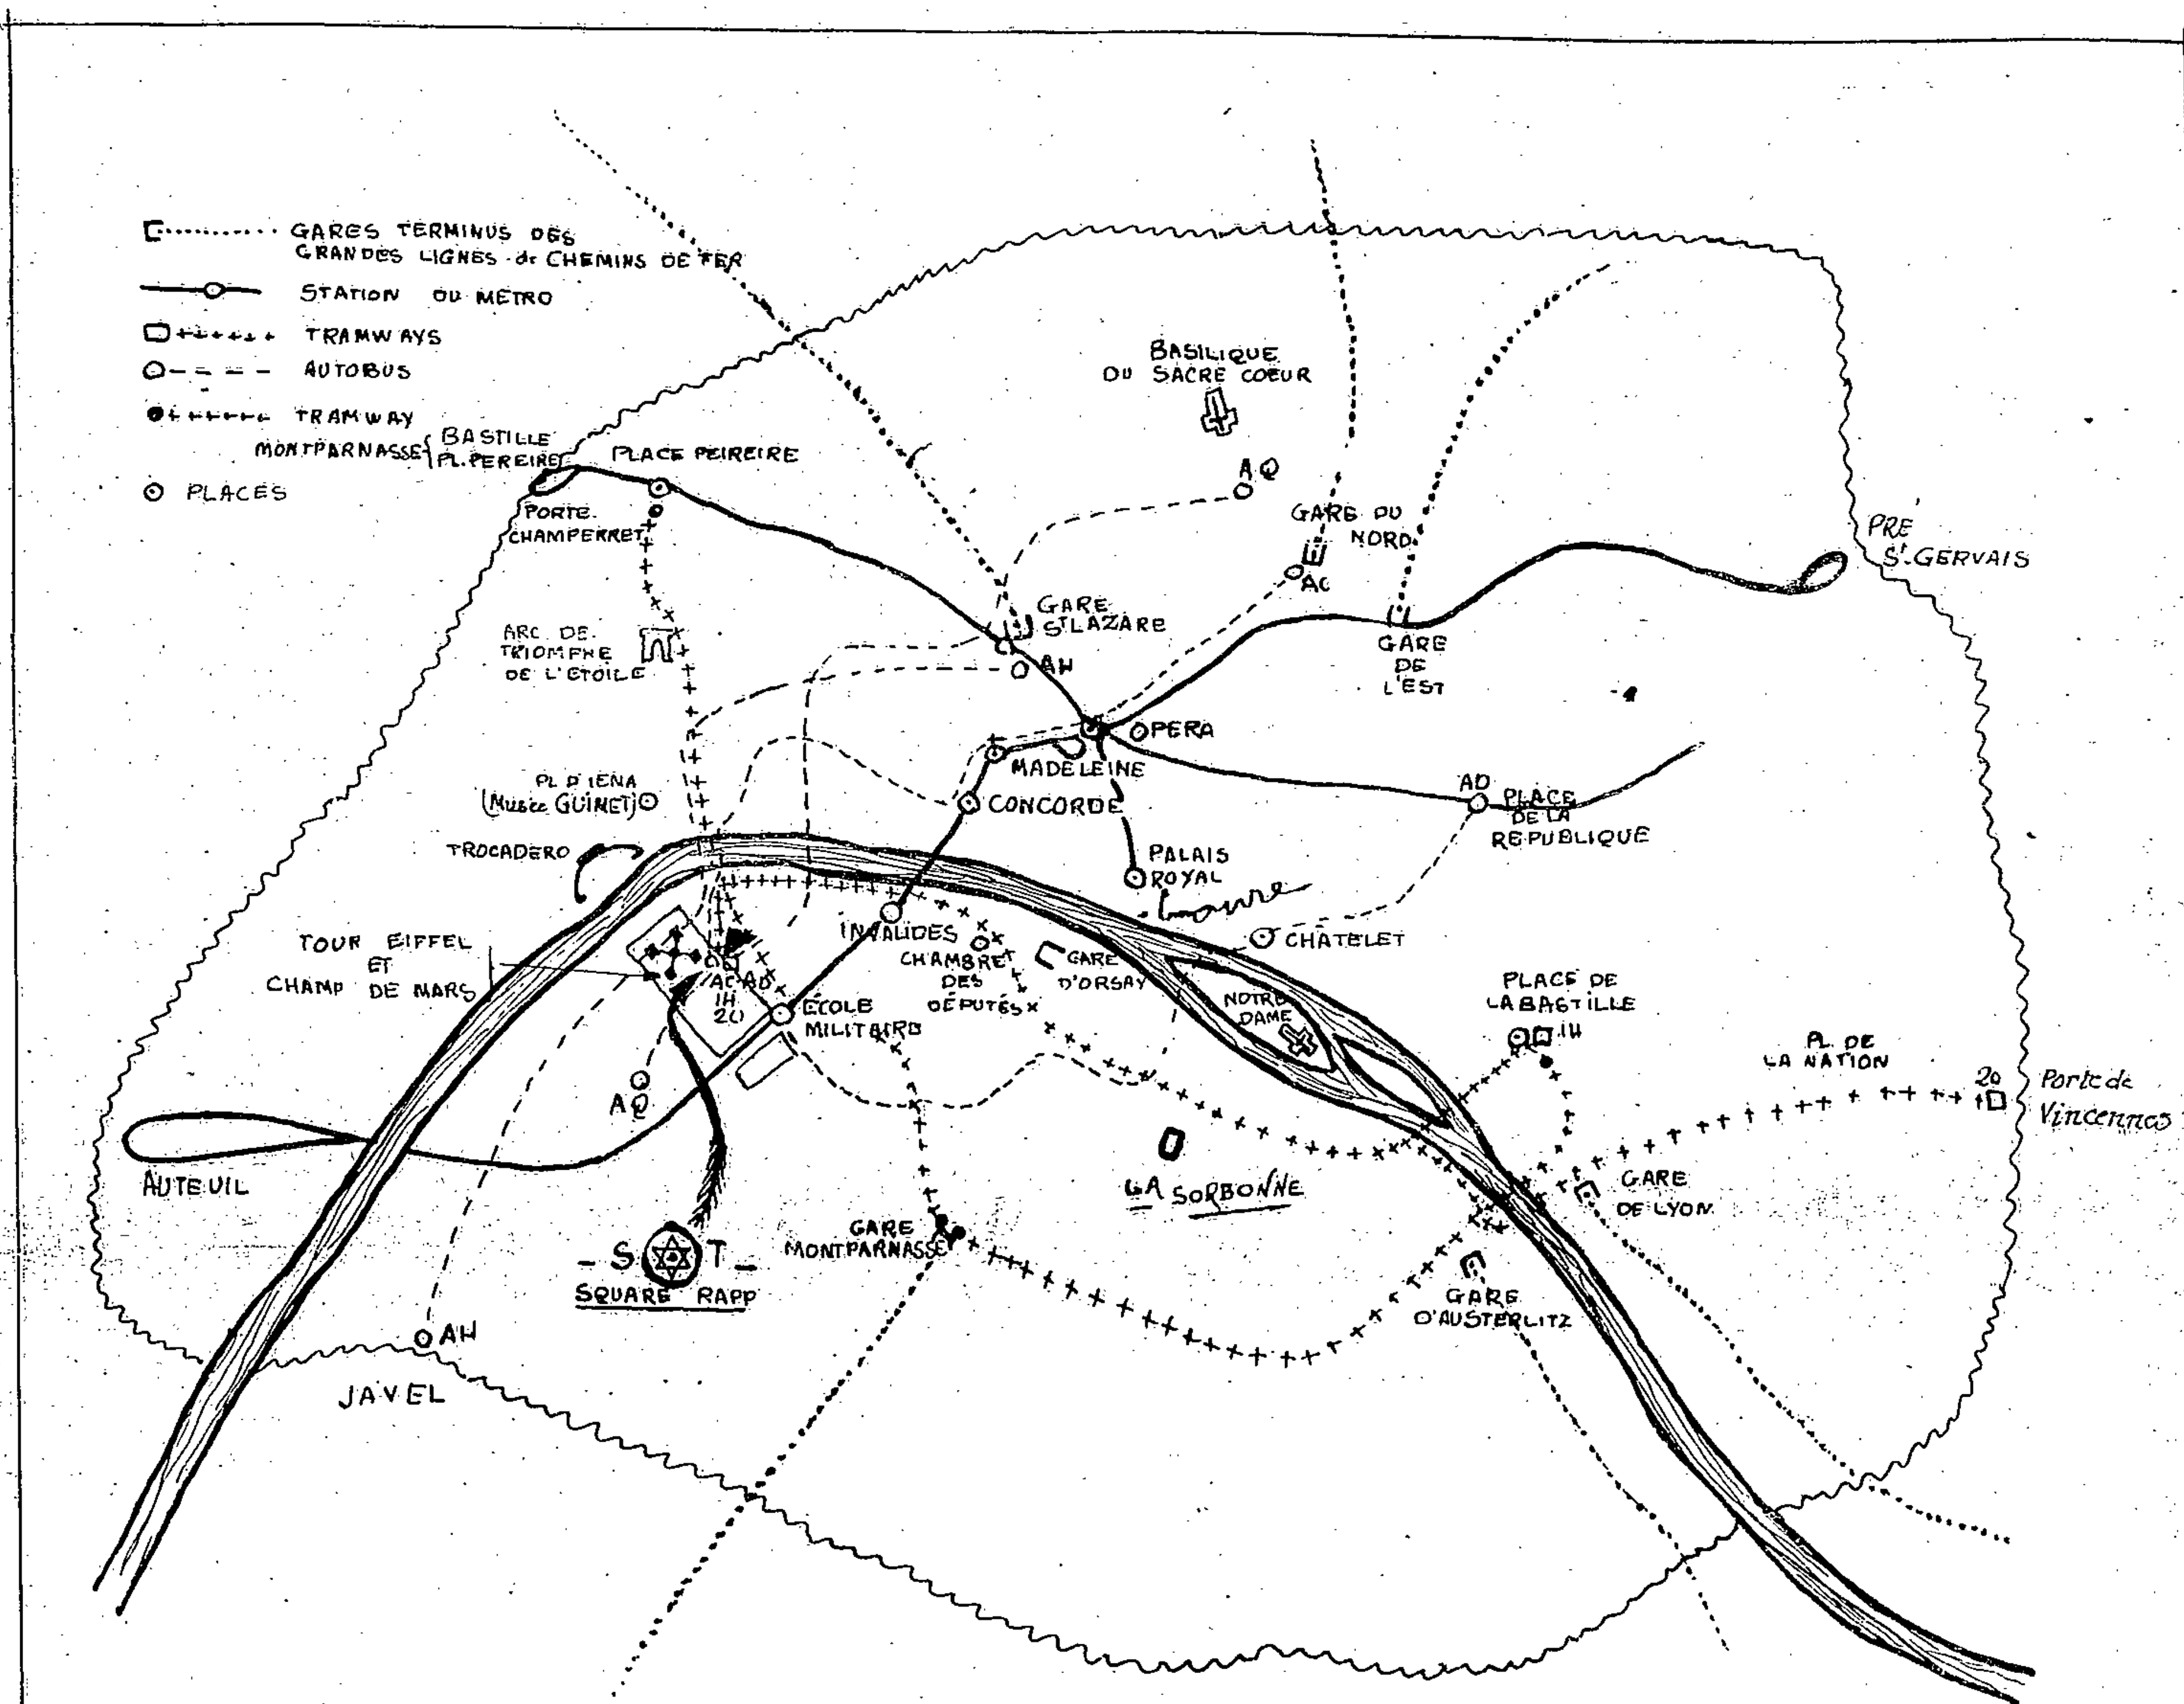 GARES TERMINUS DES
GRANDES LIGNES de CHEMINS DE FER
STATION DU METRO
TRAMWAYS
AUTOBUS
TRAMWAY
MONTPARNASSE { BASTILLE
PL. PEREIRE
PLACES
PLACE PEIREIRE
PORTE
CHAMPERRET
BASILIQUE
DU SACRE COEUR
AQ
GARE DU
NORD
AC
PRE
St. GERVAIS
GARE
St LAZARE
AH
ARC DE
TRIOMPHE
DE L'ETOILE
GARE
DE
L'EST
OPERA
MADELEINE
CONCORDE
PL D'IENA
(Musée GUIMET)
TROCADERO
AD
PLACE
DE LA
REPUBLIQUE
PALAIS
ROYAL
Louvre
CHATELET
TOUR EIFFEL
ET
CHAMP DE MARS
INVALIDES
CHAMBRE
DES
DÉPUTÉS
GARE
D'ORSAY
AC AD
IH
20
ÉCOLE
MILITAIRE
NOTRE
DAME
PLACE DE
LA BASTILLE
IH
PL. DE
LA NATION
20
Porte de
Vincennes
AQ
AUTEUIL
LA SORBONNE
GARE
DE LYON
GARE
MONTPARNASSE
- S T -
SQUARE RAPP
GARE
D'AUSTERLITZ
AH
JAVEL